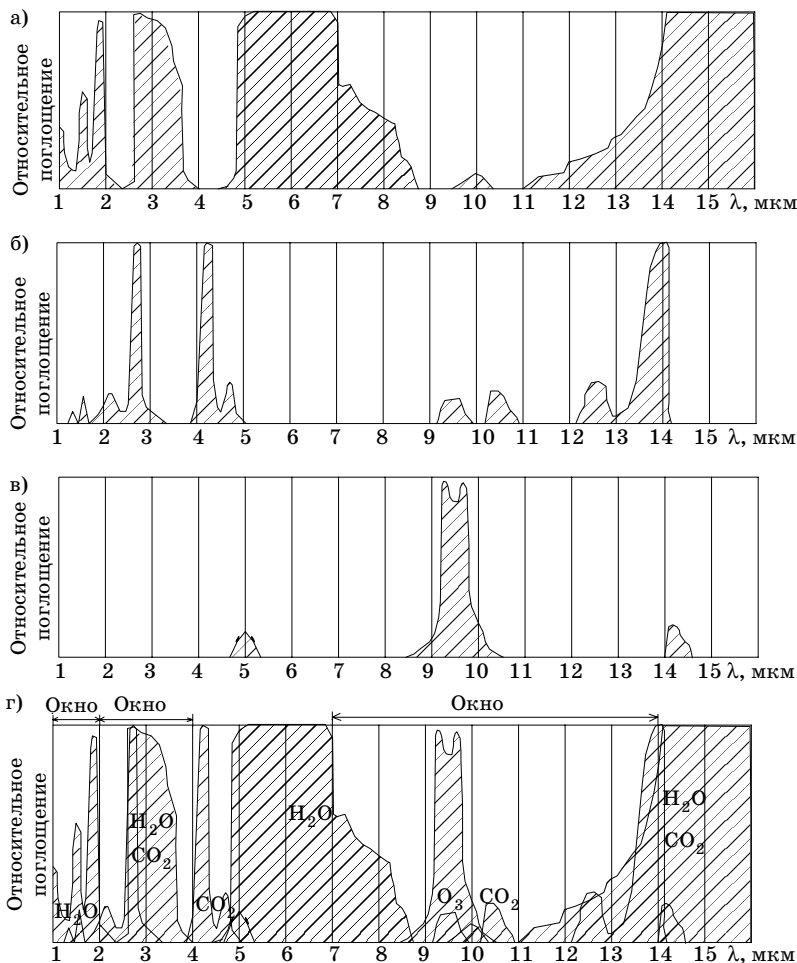 а)
Относительное
поглощение
1 2 3 4 5 6 7 8 9 10 11 12 13 14 15 λ, мкм
б)
Относительное
поглощение
1 2 3 4 5 6 7 8 9 10 11 12 13 14 15 λ, мкм
в)
Относительное
поглощение
1 2 3 4 5 6 7 8 9 10 11 12 13 14 15 λ, мкм
г)
Окно Окно Окно
Относительное
поглощение
H₂O
CO₂
H₂O
H₂O
CO₂
H₂O
CO₂
O₃ CO₂
1 2 3 4 5 6 7 8 9 10 11 12 13 14 15 λ, мкм